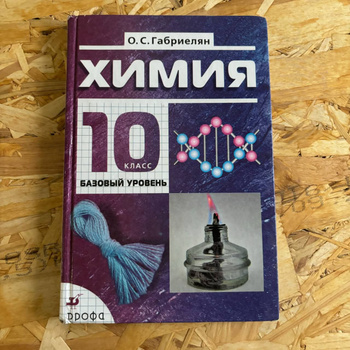 О. С. Габриелян
ХИМИЯ
10
КЛАСС
БАЗОВЫЙ УРОВЕНЬ
дрофа